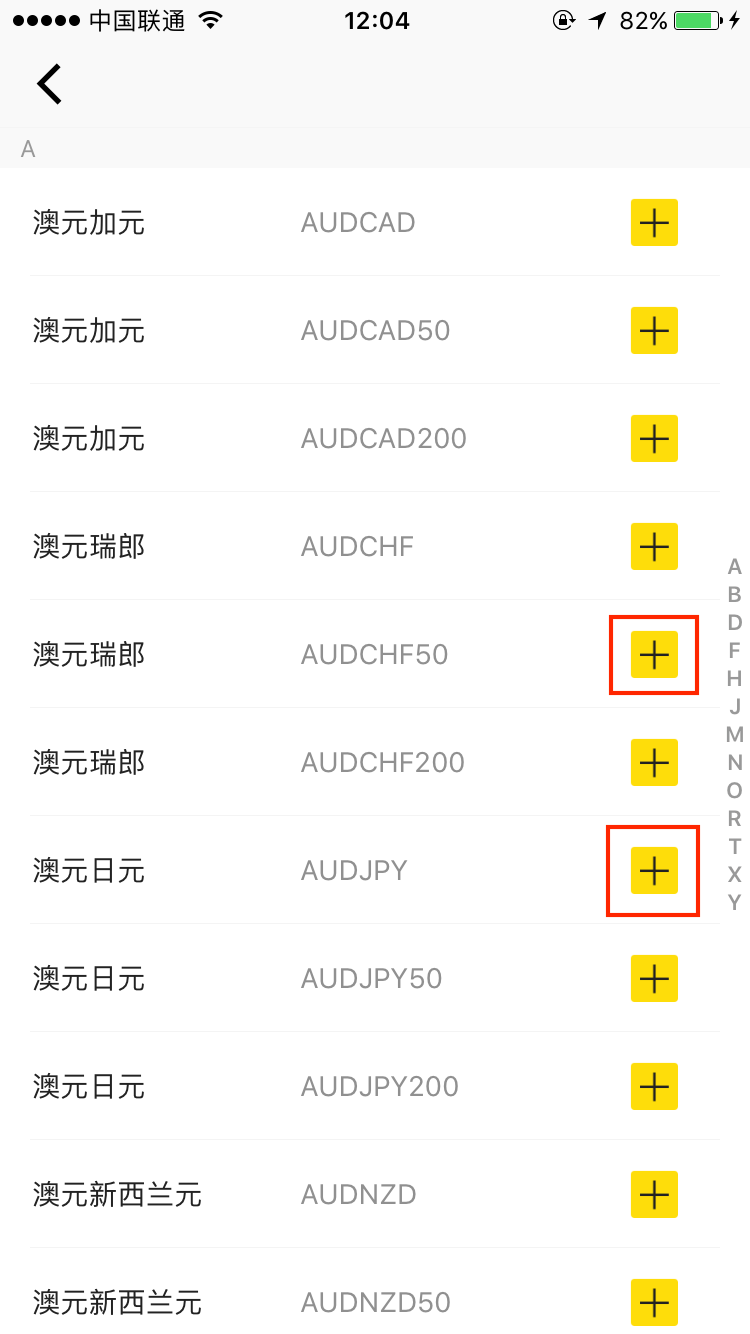 中国联通 12:04 82%
A
澳元加元 AUDCAD
澳元加元 AUDCAD50
澳元加元 AUDCAD200
澳元瑞郎 AUDCHF
澳元瑞郎 AUDCHF50
澳元瑞郎 AUDCHF200
澳元日元 AUDJPY
澳元日元 AUDJPY50
澳元日元 AUDJPY200
澳元新西兰元 AUDNZD
澳元新西兰元 AUDNZD50
A
B
D
F
H
J
M
N
O
R
T
X
Y